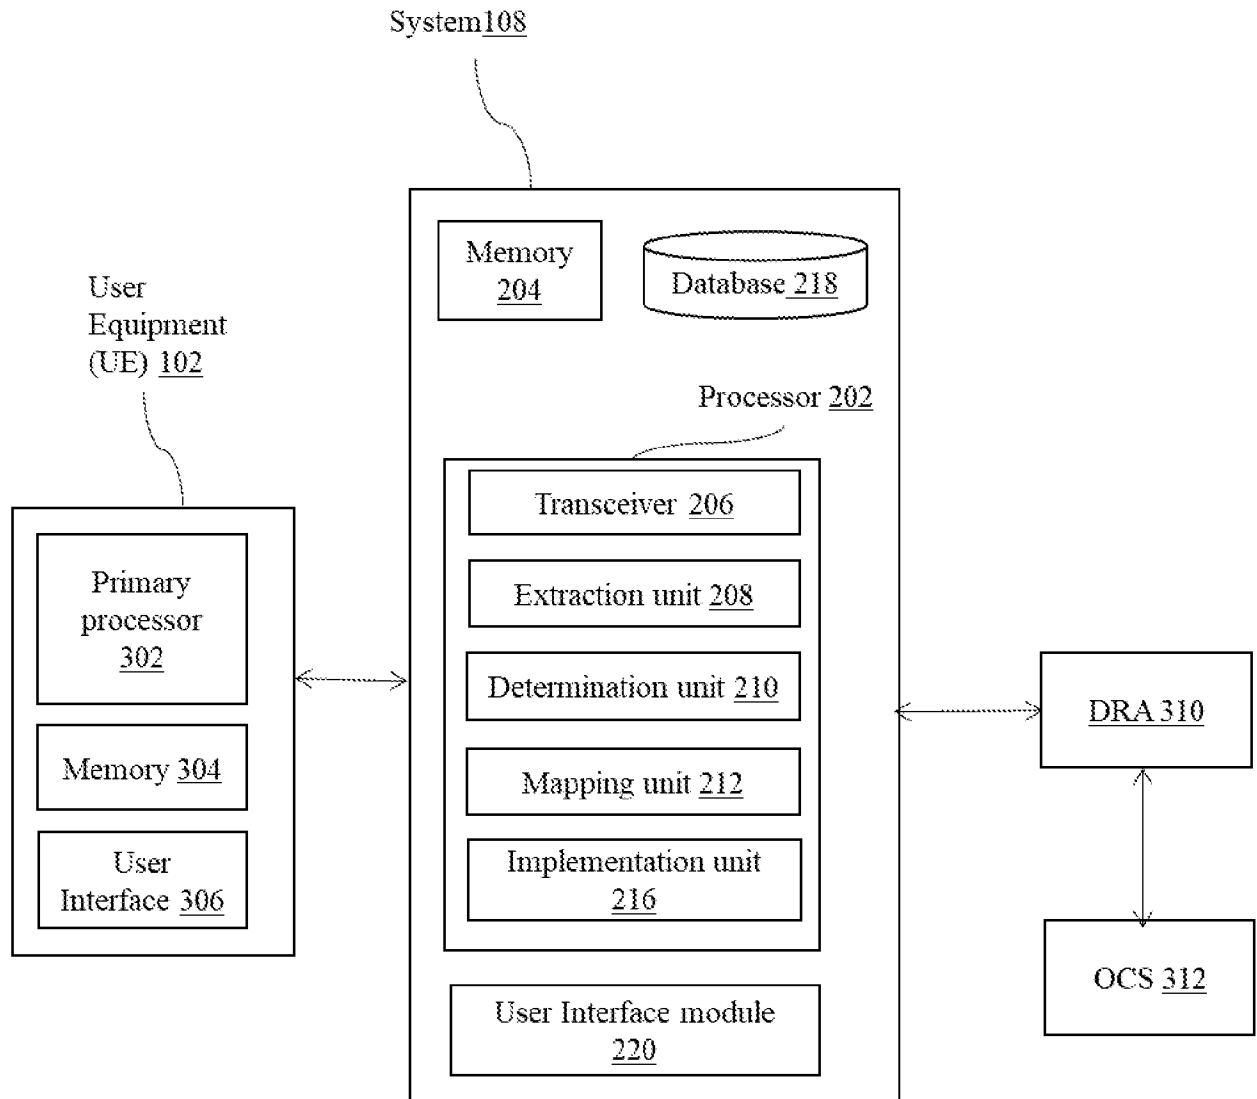 System108
Memory
204
Database 218
User
Equipment
(UE) 102
Processor 202
Transceiver 206
Extraction unit 208
Determination unit 210
Mapping unit 212
Implementation unit
216
User Interface module
220
Primary
processor
302
Memory 304
User
Interface 306
DRA 310
OCS 312